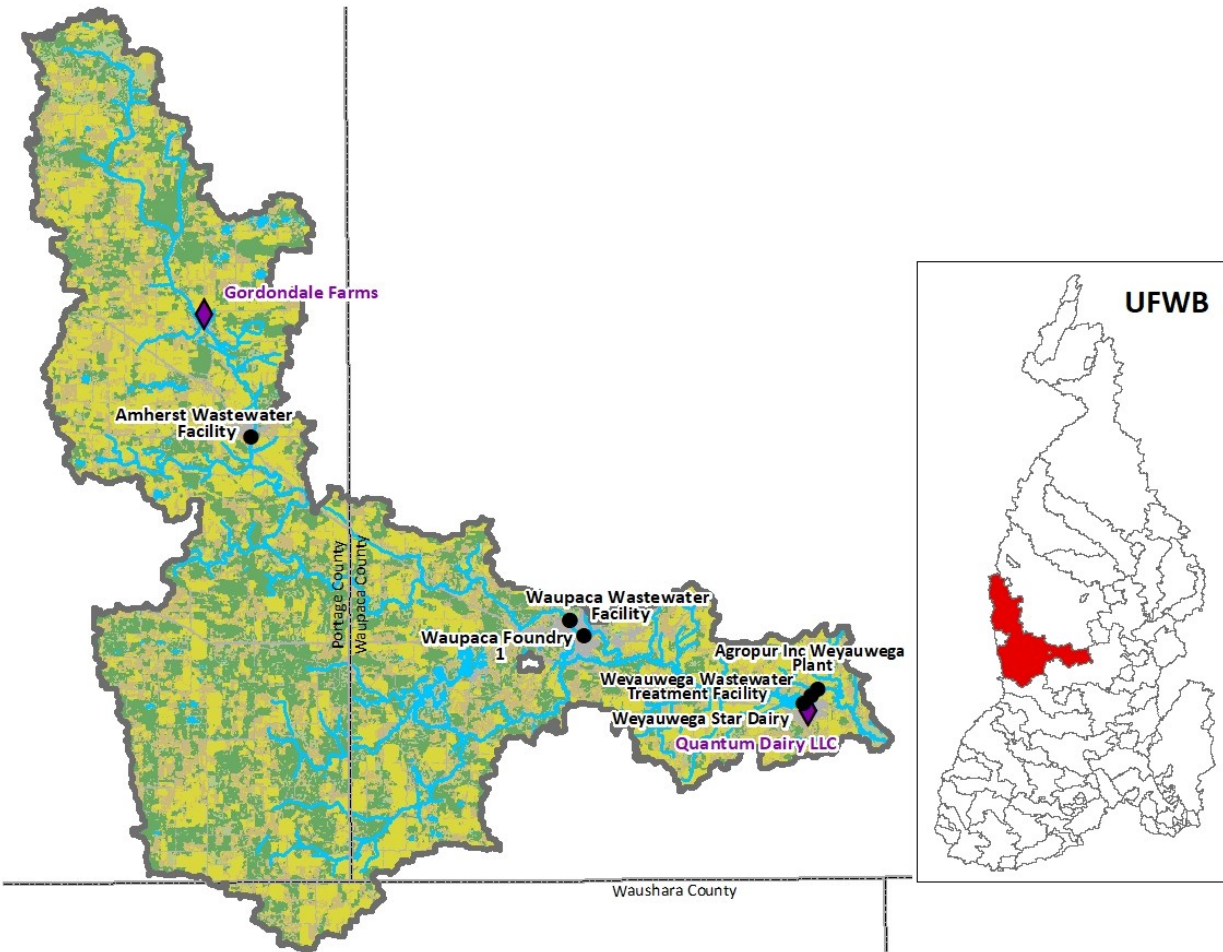 Gordondale Farms
UFWB
Amherst Wastewater
Facility
Portage County
Waupaca County
Waupaca Wastewater
Facility
Waupaca Foundry
1
Agropur Inc Weyauwega
Plant
Weyauwega Wastewater
Treatment Facility
Weyauwega Star Dairy
Quantum Dairy LLC
Waushara County